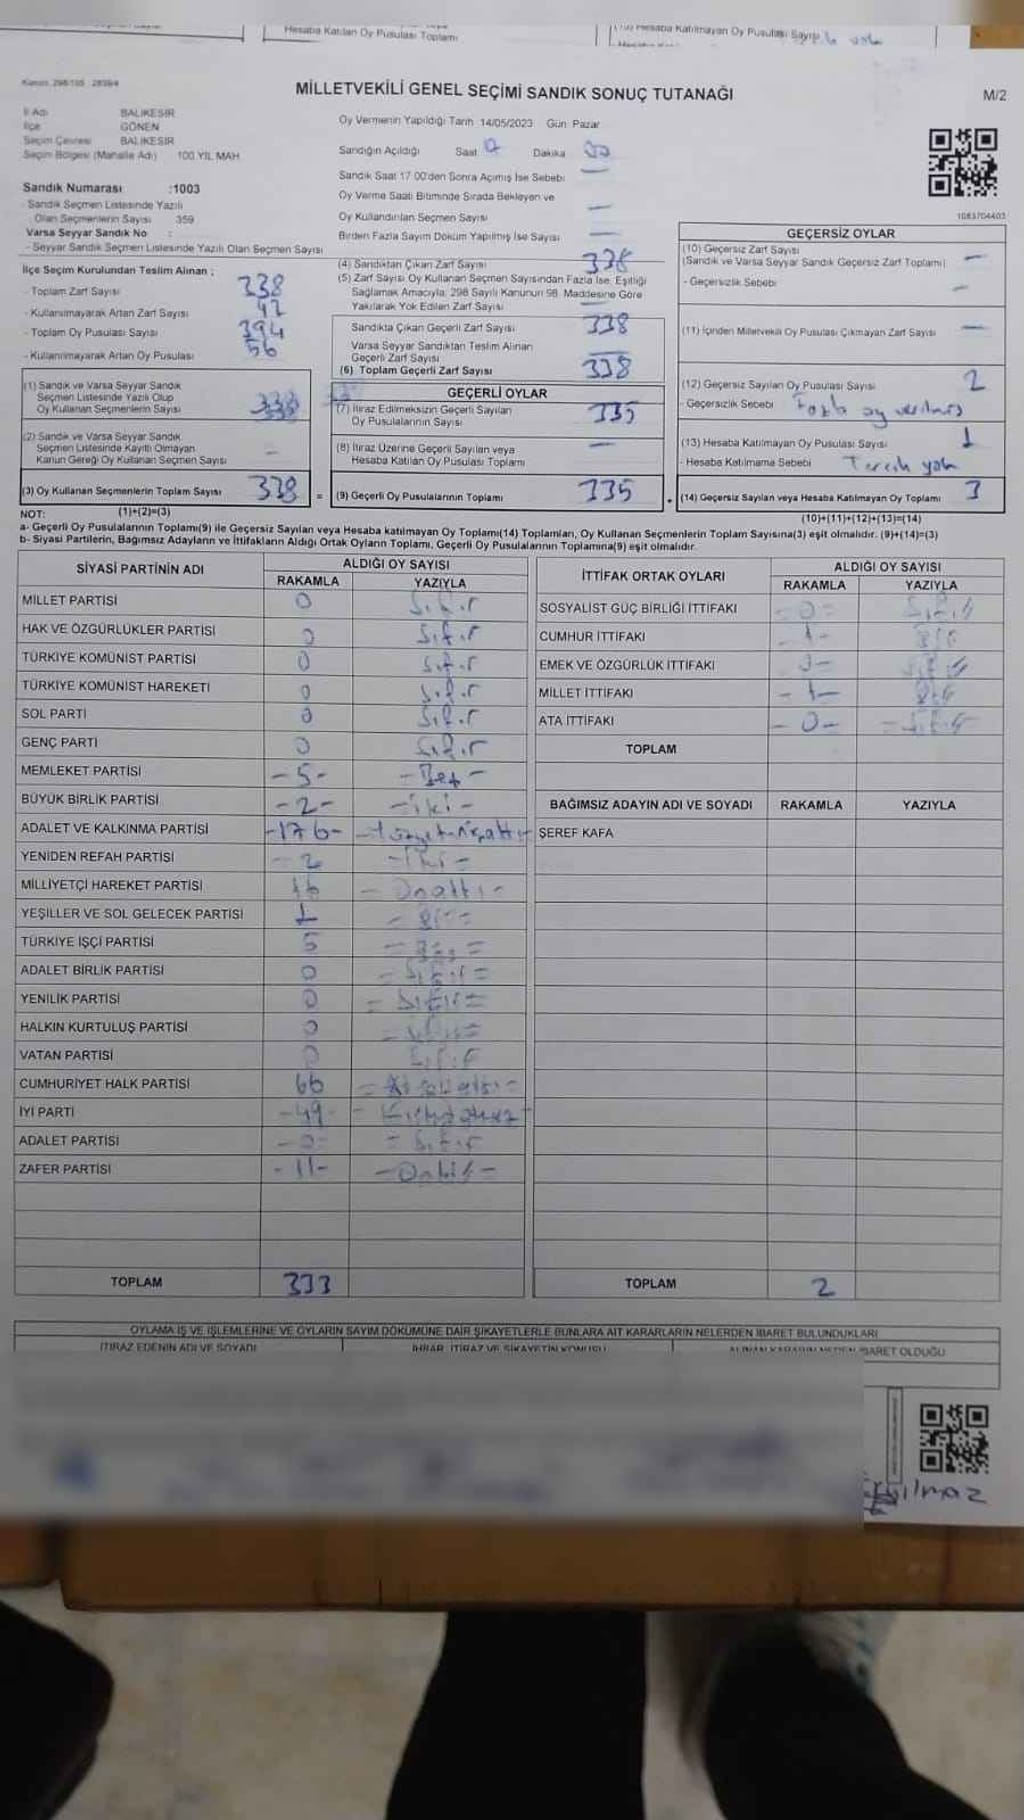 Hesaba Katılan Oy Pusulası Toplamı
Hesaba Katılmayan Oy Pusulası Sayısı
MİLLETVEKİLİ GENEL SEÇİMİ SANDIK SONUÇ TUTANAĞI
M/2
İl Adı BALIKESİR
İlçe GÖNEN
Seçim Çevresi BALIKESİR
Seçim Bölgesi (Mahalle Adı) 100.YIL MAH
Sandık Numarası :1003
- Sandık Seçmen Listesinde Yazılı
Olan Seçmenlerin Sayısı 359
Varsa Seyyar Sandık No :
- Seyyar Sandık Seçmen Listesinde Yazılı Olan Seçmen Sayısı
Oy Vermenin Yapıldığı Tarih 14/05/2023 Gün: Pazar
Sandığın Açıldığı Saat Dakika
Sandık Saat 17:00'den Sonra Açımış İse Sebebi
Oy Verme Saati Bitiminde Sırada Bekleyen ve
Oy Kullandırılan Seçmen Sayısı —
Birden Fazla Sayım Döküm Yapılmış İse Sayısı —
1083704403
İlçe Seçim Kurulundan Teslim Alınan ;
- Toplam Zarf Sayısı
- Kullanılmayarak Artan Zarf Sayısı 42
- Toplam Oy Pusulası Sayısı 394
- Kullanılmayarak Artan Oy Pusulası 56
(4) Sandıktan Çıkan Zarf Sayısı 338
(5) Zarf Sayısı Oy Kullanan Seçmen Sayısından Fazla İse, Eşitliği
Sağlamak Amacıyla; 298 Sayılı Kanunun 98. Maddesine Göre
Yakılarak Yok Edilen Zarf Sayısı —
Sandıkta Çıkan Geçerli Zarf Sayısı 338
Varsa Seyyar Sandıktan Teslim Alınan
Geçerli Zarf Sayısı —
(6) Toplam Geçerli Zarf Sayısı 338
GEÇERSİZ OYLAR
(10) Geçersiz Zarf Sayısı
(Sandık ve Varsa Seyyar Sandık Geçersiz Zarf Toplamı) —
- Geçersizlik Sebebi —
(11) İçinden Milletvekili Oy Pusulası Çıkmayan Zarf Sayısı —
(12) Geçersiz Sayılan Oy Pusulası Sayısı 2
- Geçersizlik Sebebi Fazla oy verilmiş
(13) Hesaba Katılmayan Oy Pusulası Sayısı 1
- Hesaba Katılmama Sebebi Tercih yok
(14) Geçersiz Sayılan veya Hesaba Katılmayan Oy Toplamı 3
(10)+(11)+(12)+(13)=(14)
(1) Sandık ve Varsa Seyyar Sandık
Seçmen Listesinde Yazılı Olup
Oy Kullanan Seçmenlerin Sayısı 338
(2) Sandık ve Varsa Seyyar Sandık
Seçmen Listesinde Kayıtlı Olmayan
Kanun Gereği Oy Kullanan Seçmen Sayısı —
(3) Oy Kullanan Seçmenlerin Toplam Sayısı 338 =
(1)+(2)=(3)
GEÇERLİ OYLAR
(7) İtiraz Edilmeksizin Geçerli Sayılan
Oy Pusulalarının Sayısı 335
(8) İtiraz Üzerine Geçerli Sayılan veya
Hesaba Katılan Oy Pusulası Toplamı —
(9) Geçerli Oy Pusulalarının Toplamı 335 +
NOT:
a- Geçerli Oy Pusulalarının Toplamı(9) ile Geçersiz Sayılan veya Hesaba katılmayan Oy Toplamı(14) Toplamları, Oy Kullanan Seçmenlerin Toplam Sayısına(3) eşit olmalıdır. (9)+(14)=(3)
b- Siyasi Partilerin, Bağımsız Adayların ve İttifakların Aldığı Ortak Oyların Toplamı, Geçerli Oy Pusulalarının Toplamına(9) eşit olmalıdır.
SİYASİ PARTİNİN ADI ALDIĞI OY SAYISI
RAKAMLA YAZIYLA
MİLLET PARTİSİ 0 Sıfır
HAK VE ÖZGÜRLÜKLER PARTİSİ 0 Sıfır
TÜRKİYE KOMÜNİST PARTİSİ 0 Sıfır
TÜRKİYE KOMÜNİST HAREKETİ 0 Sıfır
SOL PARTİ 0 Sıfır
GENÇ PARTİ 0 Sıfır
MEMLEKET PARTİSİ -5- -Beş-
BÜYÜK BİRLİK PARTİSİ -2- -iki-
ADALET VE KALKINMA PARTİSİ -176-
YENİDEN REFAH PARTİSİ 2 -iki-
MİLLİYETÇİ HAREKET PARTİSİ 16 -Onaltı-
YEŞİLLER VE SOL GELECEK PARTİSİ 1 -Bir-
TÜRKİYE İŞÇİ PARTİSİ 5 -Beş=
ADALET BİRLİK PARTİSİ 0 =Sıfır=
YENİLİK PARTİSİ 0 =Sıfır=
HALKIN KURTULUŞ PARTİSİ 0 =Sıfır=
VATAN PARTİSİ 0 Sıfır
CUMHURİYET HALK PARTİSİ 66 =Altmışaltı=
İYİ PARTİ -49- -Kırkdokuz-
ADALET PARTİSİ -0- =Sıfır
ZAFER PARTİSİ -11- -Onbir=
TOPLAM 333
İTTİFAK ORTAK OYLARI ALDIĞI OY SAYISI
RAKAMLA YAZIYLA
SOSYALİST GÜÇ BİRLİĞİ İTTİFAKI -0- Sıfır
CUMHUR İTTİFAKI -1- Bir
EMEK VE ÖZGÜRLÜK İTTİFAKI 0- Sıfır
MİLLET İTTİFAKI -1- Bir
ATA İTTİFAKI -0- =Sıfır
TOPLAM
BAĞIMSIZ ADAYIN ADI VE SOYADI RAKAMLA YAZIYLA
ŞEREF KAFA
TOPLAM 2
OYLAMA İŞ VE İŞLEMLERİNE VE OYLARIN SAYIM DÖKÜMÜNE DAİR ŞİKAYETLERLE BUNLARA AİT KARARLARIN NELERDEN İBARET BULUNDUKLARI
İTİRAZ EDENİN ADI VE SOYADI İHBAR, İTİRAZ VE ŞİKAYETİN KONUSU ALINAN KARARIN NEDEN İBARET OLDUĞU